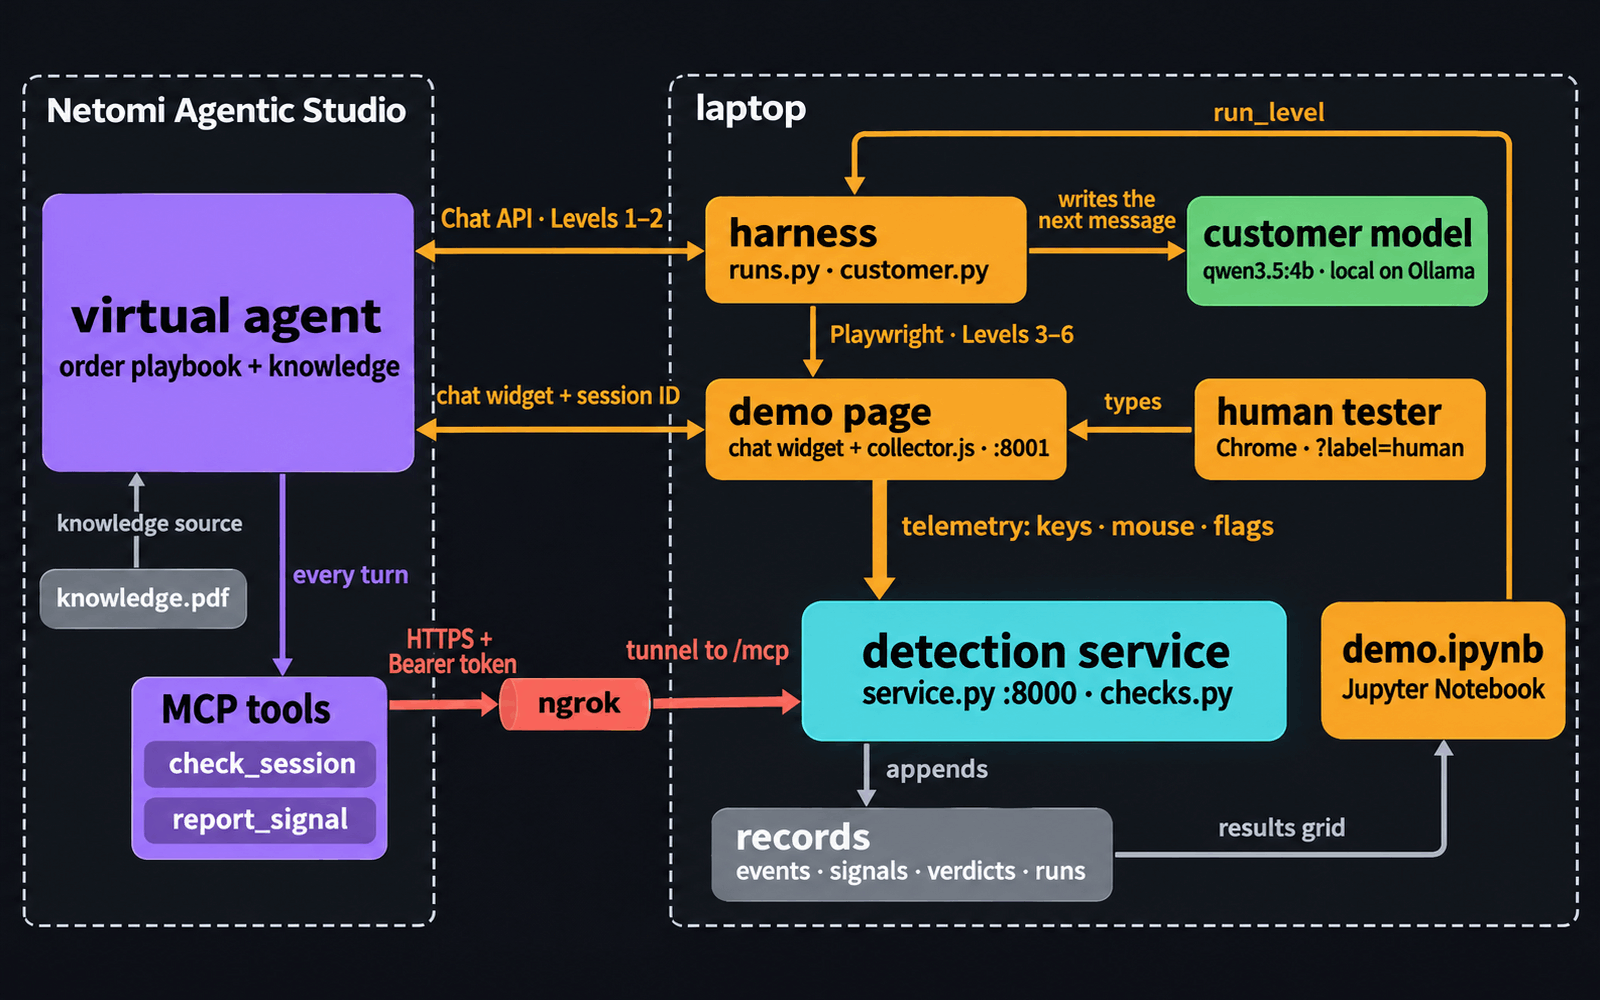 Netomi Agentic Studio
laptop
run_level
Chat API · Levels 1–2
harness
runs.py · customer.py
writes the
next message
customer model
qwen3.5:4b · local on Ollama
virtual agent
order playbook + knowledge
Playwright · Levels 3–6
chat widget + session ID
demo page
chat widget + collector.js · :8001
types
human tester
Chrome · ?label=human
knowledge source
every turn
knowledge.pdf
telemetry: keys · mouse · flags
HTTPS +
Bearer token
tunnel to /mcp
ngrok
detection service
service.py :8000 · checks.py
demo.ipynb
Jupyter Notebook
MCP tools
check_session
report_signal
appends
records
events · signals · verdicts · runs
results grid